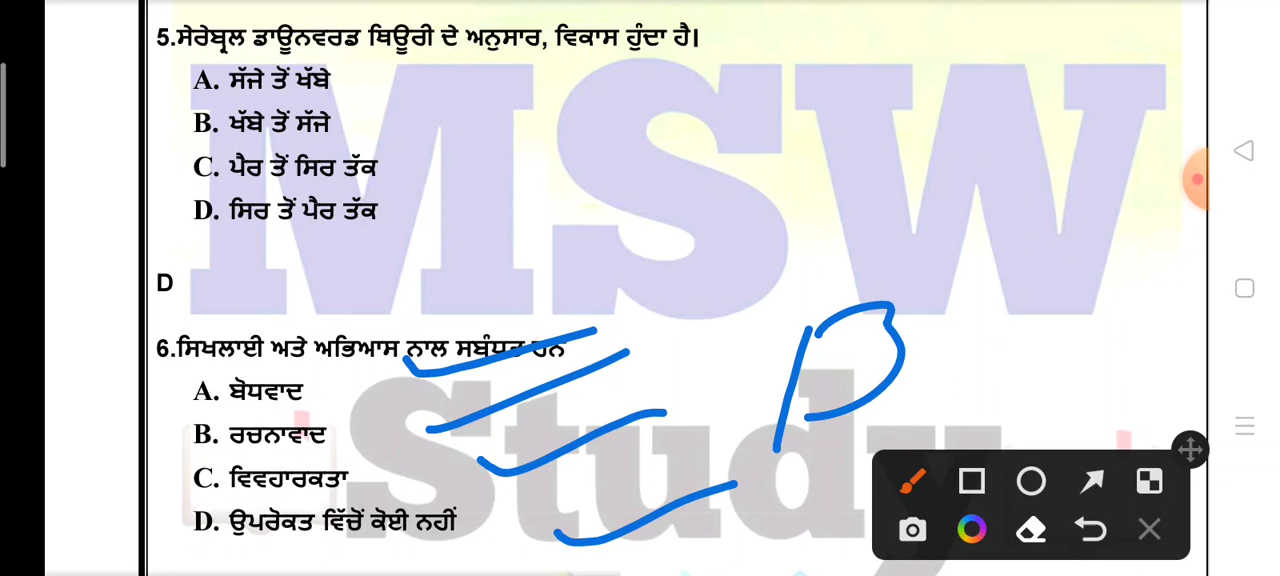 5.ਸੇਰੇਬ੍ਰਲ ਡਾਊਨਵਰਡ ਥਿਊਰੀ ਦੇ ਅਨੁਸਾਰ, ਵਿਕਾਸ ਹੁੰਦਾ ਹੈ।
A. ਸੱਜੇ ਤੋਂ ਖੱਬੇ
B. ਖੱਬੇ ਤੋਂ ਸੱਜੇ
C. ਪੈਰ ਤੋਂ ਸਿਰ ਤੱਕ
D. ਸਿਰ ਤੋਂ ਪੈਰ ਤੱਕ
MSW
D
6.ਸਿਖਲਾਈ ਅਤੇ ਅਭਿਆਸ ਨਾਲ ਸਬੰਧਤ ਹਨ
A. ਬੋਧਵਾਦ
B. ਰਚਨਾਵਾਦ
C. ਵਿਵਹਾਰਕਤਾ
D. ਉਪਰੋਕਤ ਵਿੱਚੋਂ ਕੋਈ ਨਹੀਂ
Study
P